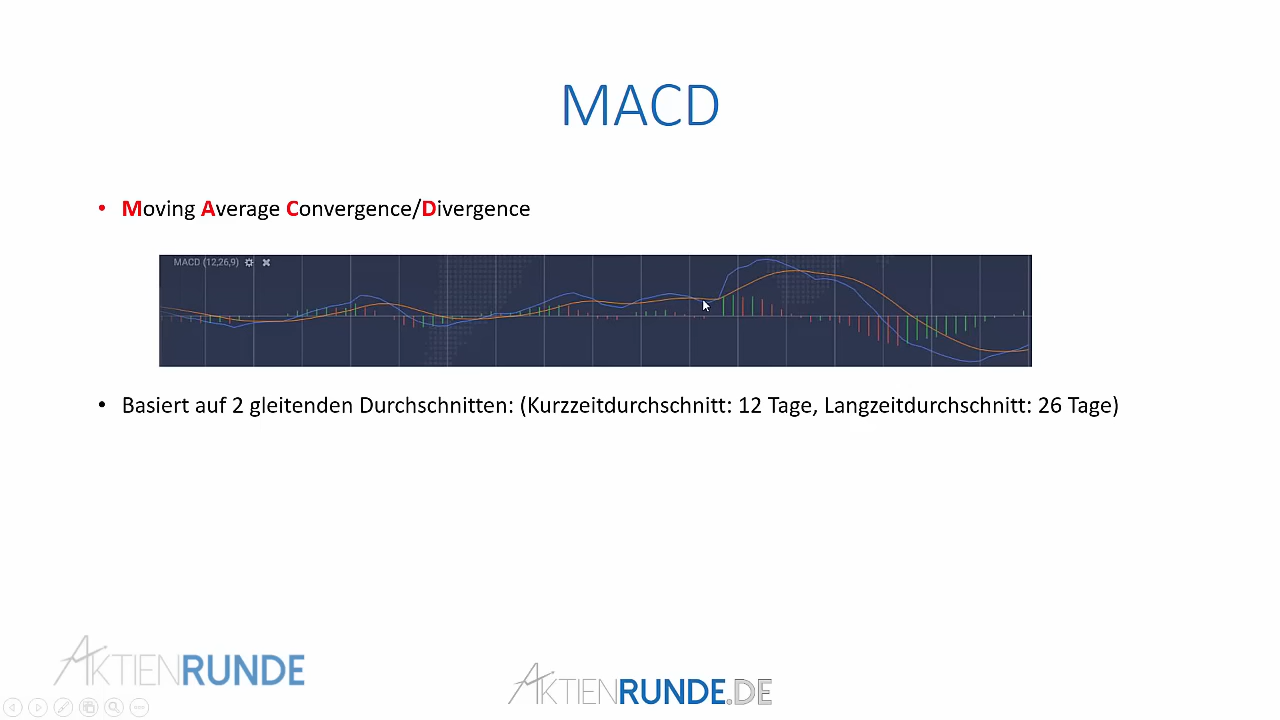 MACD
• Moving Average Convergence/Divergence
MACD (12,26,9)
• Basiert auf 2 gleitenden Durchschnitten: (Kurzzeitdurchschnitt: 12 Tage, Langzeitdurchschnitt: 26 Tage)
AKTIENRUNDE
AKTIENRUNDE.DE